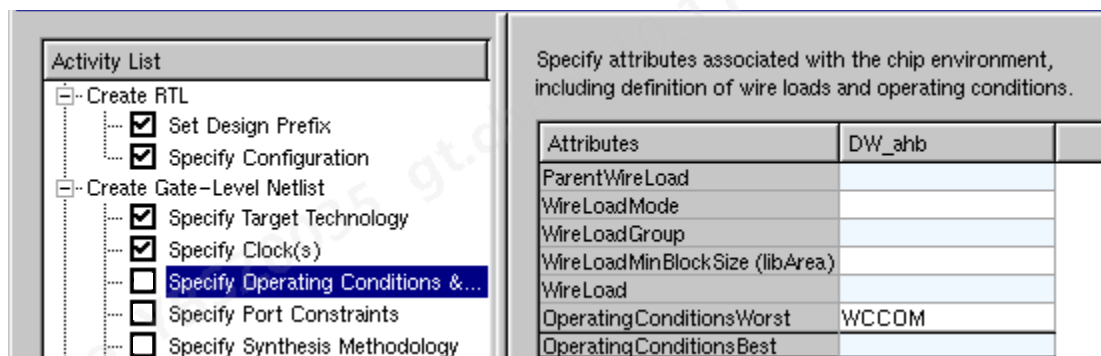 Activity List
Create RTL
Set Design Prefix
Specify Configuration
Create Gate-Level Netlist
Specify Target Technology
Specify Clock(s)
Specify Operating Conditions &...
Specify Port Constraints
Specify Synthesis Methodology
Specify attributes associated with the chip environment,
including definition of wire loads and operating conditions.
Attributes DW_ahb
ParentWireLoad
WireLoadMode
WireLoadGroup
WireLoadMinBlockSize (libArea)
WireLoad
OperatingConditionsWorst WCCOM
OperatingConditionsBest